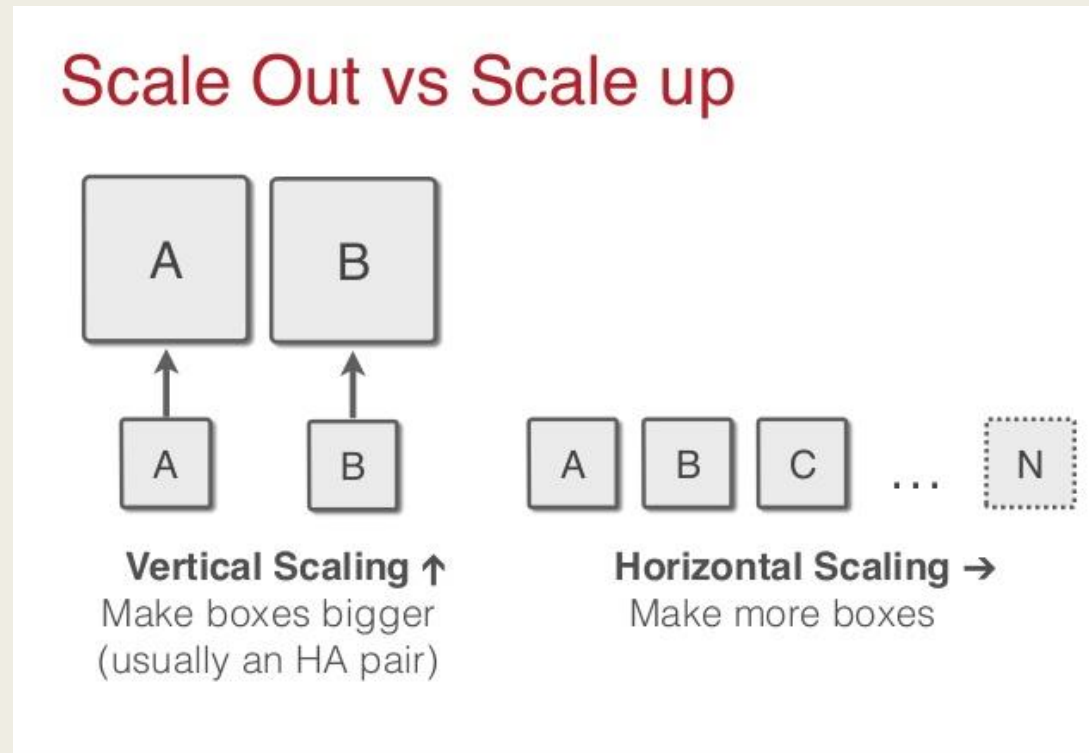 Scale Out vs Scale up
A B
A B
A B C ... N
Vertical Scaling ↑
Make boxes bigger
(usually an HA pair)
Horizontal Scaling →
Make more boxes